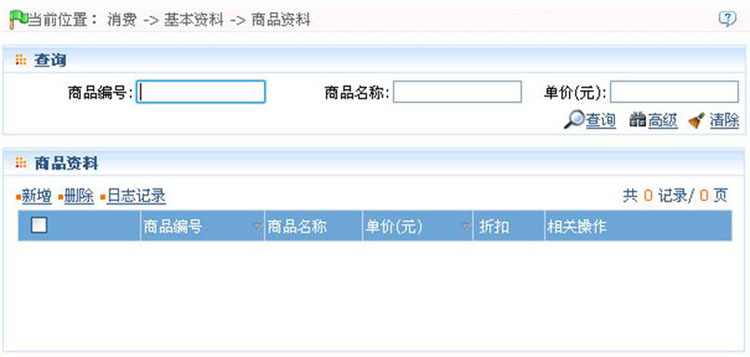 当前位置： 消费 -> 基本资料 -> 商品资料
查询
商品编号: 商品名称: 单价(元):
查询 高级 清除
商品资料
新增 删除 日志记录 共 0 记录/ 0 页
商品编号 商品名称 单价(元) 折扣 相关操作